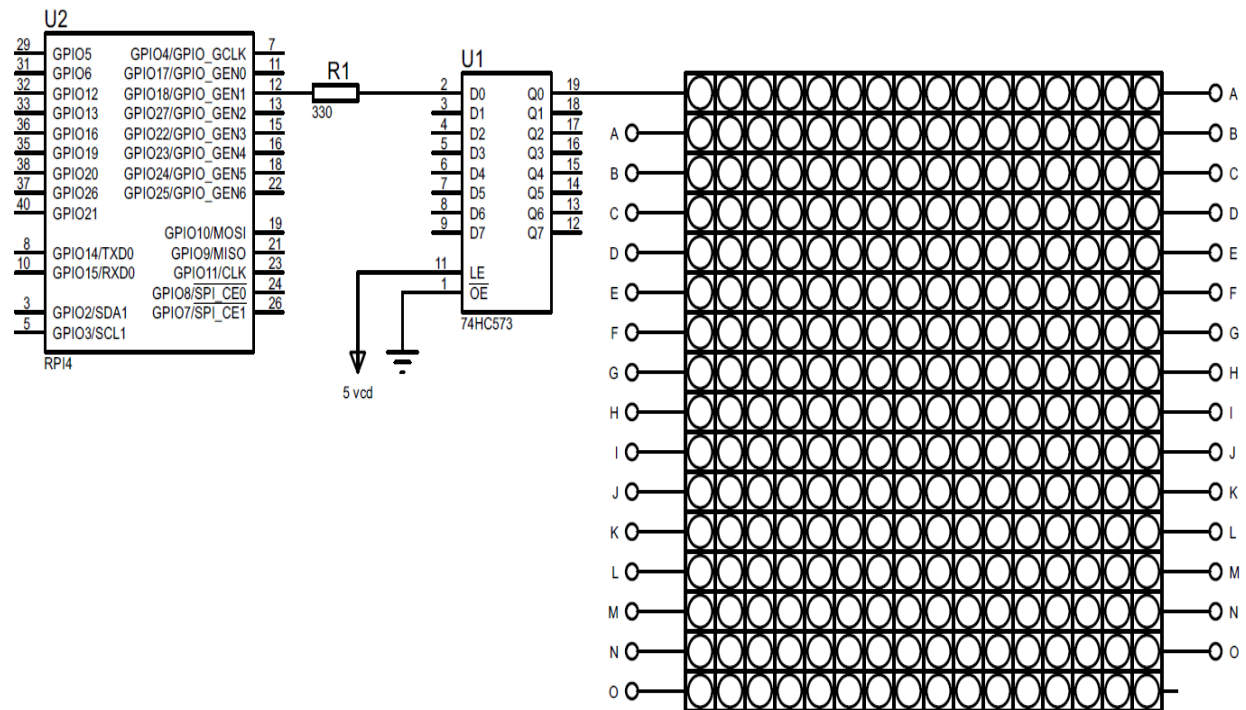 U2
29 GPIO5 GPIO4/GPIO_GCLK 7
31 GPIO6 GPIO17/GPIO_GEN0 11
32 GPIO12 GPIO18/GPIO_GEN1 12
33 GPIO13 GPIO27/GPIO_GEN2 13
36 GPIO16 GPIO22/GPIO_GEN3 15
35 GPIO19 GPIO23/GPIO_GEN4 16
38 GPIO20 GPIO24/GPIO_GEN5 18
37 GPIO26 GPIO25/GPIO_GEN6 22
40 GPIO21
GPIO10/MOSI 19
8 GPIO14/TXD0 GPIO9/MISO 21
10 GPIO15/RXD0 GPIO11/CLK 23
GPIO8/SPI_CE0 24
3 GPIO2/SDA1 GPIO7/SPI_CE1 26
5 GPIO3/SCL1
RPI4
R1
330
U1
2 D0 Q0 19
3 D1 Q1 18
4 D2 Q2 17
5 D3 Q3 16
6 D4 Q4 15
7 D5 Q5 14
8 D6 Q6 13
9 D7 Q7 12
11 LE
1 OE
74HC573
5 vcd
A
A B
B C
C D
D E
E F
F G
G H
H I
I J
J K
K L
L M
M N
N O
O